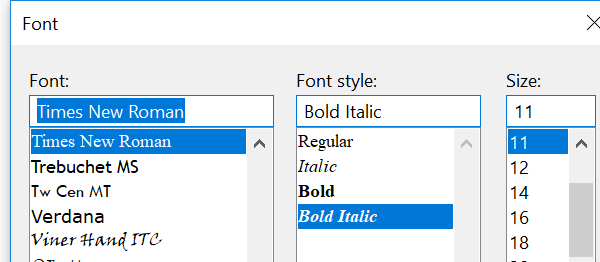 Font
Font:
Font style:
Size:
Times New Roman
Bold Italic
11
Times New Roman
Trebuchet MS
Tw Cen MT
Verdana
Viner Hand ITC
Regular
Italic
Bold
Bold Italic
11
12
14
16
18